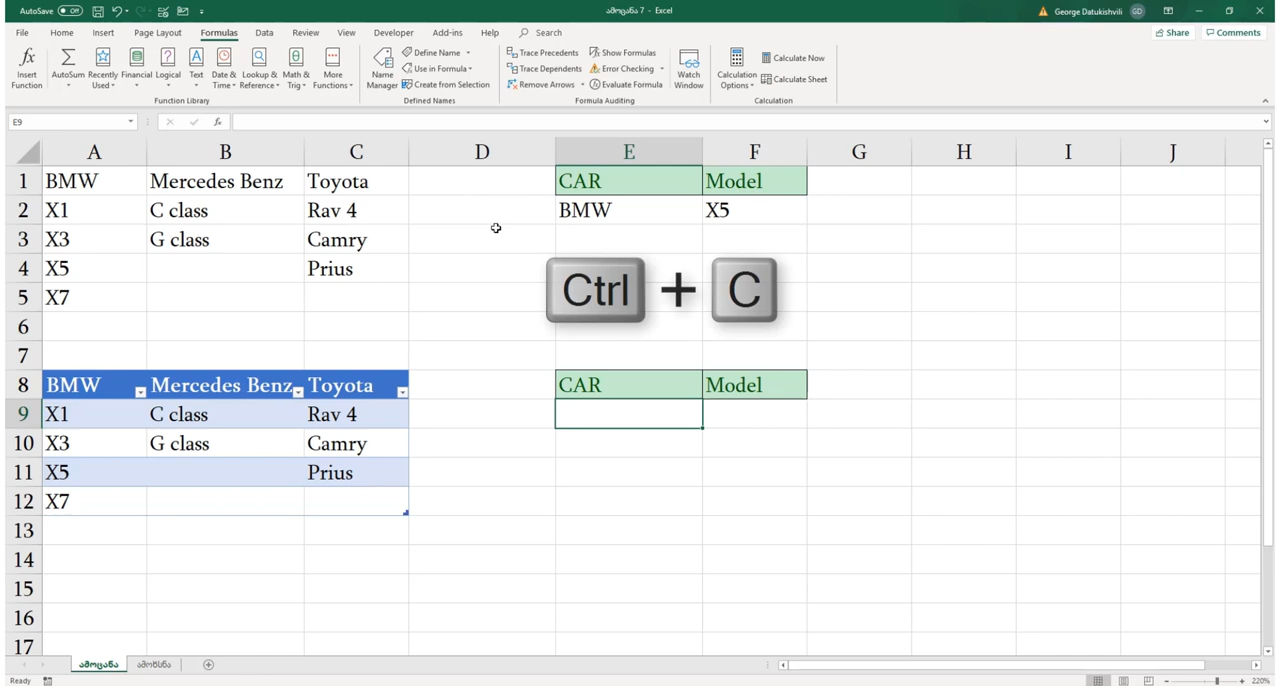 AutoSave Off
ამოცანა 7 - Excel
George Datukishvili GD
File Home Insert Page Layout Formulas Data Review View Developer Add-ins Help Search
Share Comments
Insert Function
AutoSum
Recently Used
Financial
Logical
Text
Date & Time
Lookup & Reference
Math & Trig
More Functions
Function Library
Name Manager
Define Name
Use in Formula
Create from Selection
Defined Names
Trace Precedents
Trace Dependents
Remove Arrows
Show Formulas
Error Checking
Evaluate Formula
Formula Auditing
Watch Window
Calculation Options
Calculate Now
Calculate Sheet
Calculation
E9 fx
A B C D E F G H I J
1 BMW Mercedes Benz Toyota CAR Model
2 X1 C class Rav 4 BMW X5
3 X3 G class Camry
4 X5 Prius
5 X7
Ctrl + C
6
7
8 BMW Mercedes Benz Toyota CAR Model
9 X1 C class Rav 4
10 X3 G class Camry
11 X5 Prius
12 X7
13
14
15
16
17
ამოცანა ამოხსნა
Ready
220%